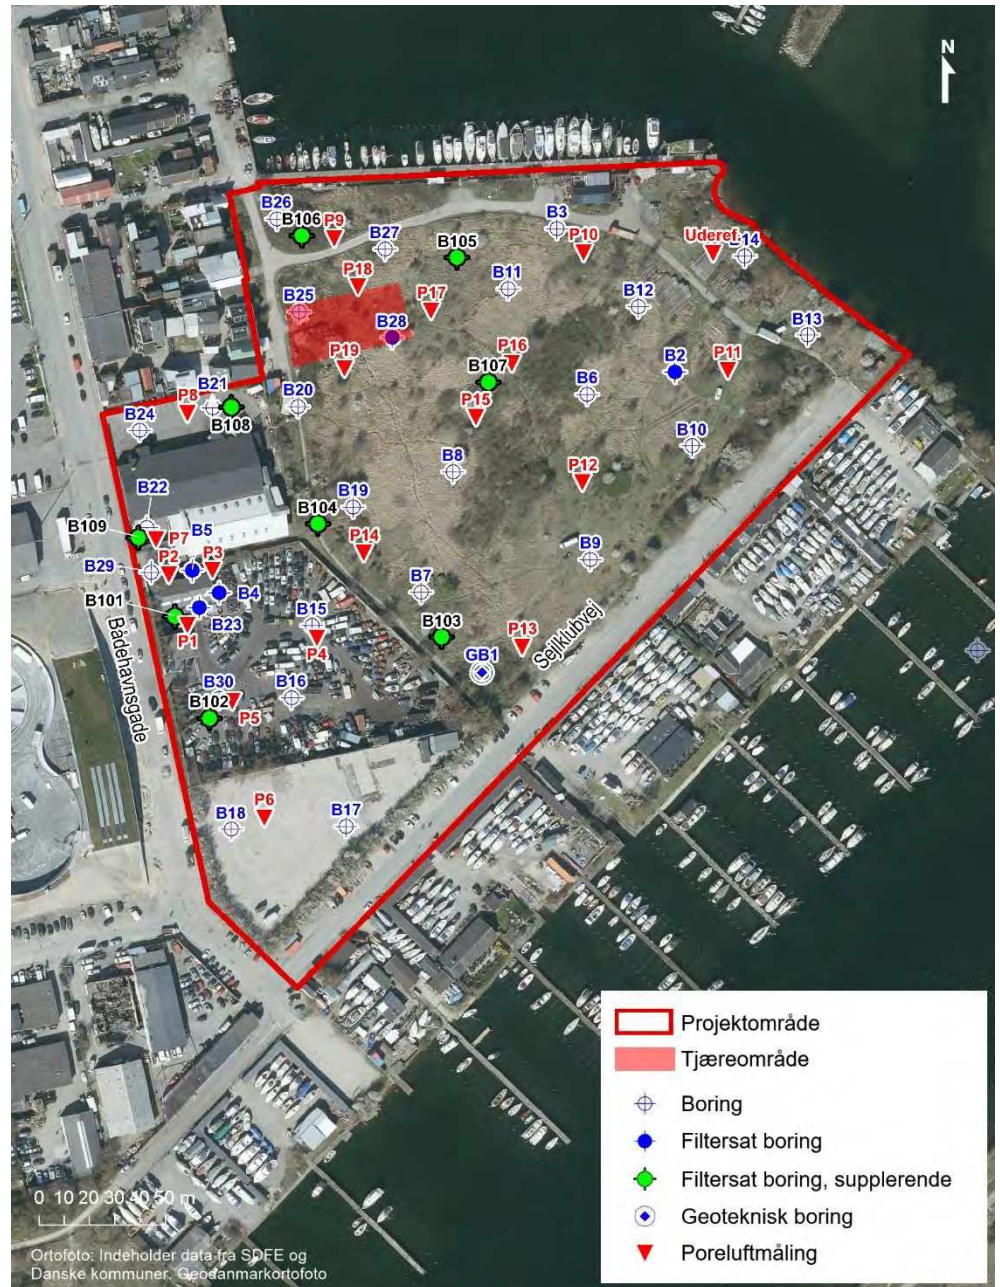 N
B26
B106
P9
B27
B3
P10
Uderef.
B14
B105
P18
B11
P17
B25
B12
B13
B28
P16
P19
B107
B2
P11
P15
B6
B20
B21
P8
B108
B24
B10
B8
P12
B22
B19
B104
B109
P7
B5
P14
P2
P3
B9
B29
B4
B7
B101
B23
P1
B15
P4
B103
P13
GB1
Sejlklubvej
Bådehavnsgade
B30
B16
B102
P5
P6
B18
B17
Projektområde
Tjæreområde
Boring
Filtersat boring
Filtersat boring, supplerende
Geoteknisk boring
Poreluftmåling
0 10 20 30 40 50 m
Ortofoto: Indeholder data fra SDFE og
Danske kommuner, Geodanmarkortofoto